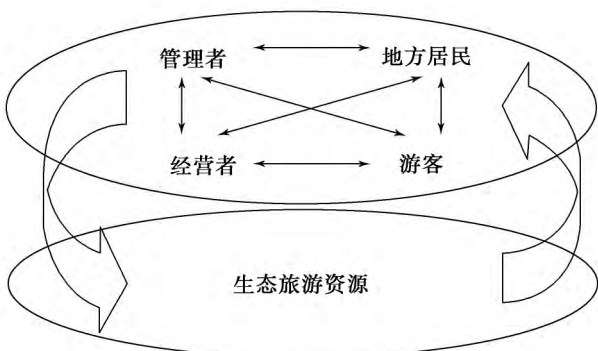 管理者 地方居民
经营者 游客
生态旅游资源